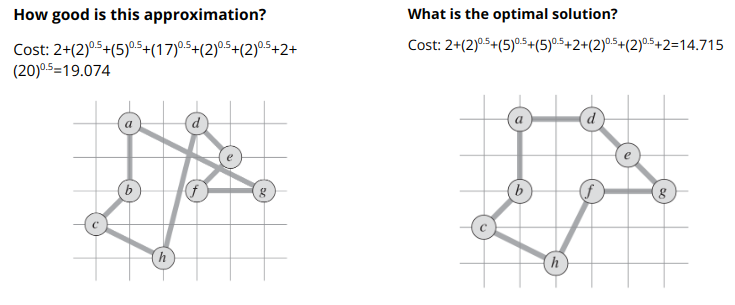 How good is this approximation?
Cost: 2+(2)^0.5+(5)^0.5+(17)^0.5+(2)^0.5+(2)^0.5+2+
(20)^0.5=19.074
a
d
e
b
f
g
c
h
What is the optimal solution?
Cost: 2+(2)^0.5+(5)^0.5+(5)^0.5+2+(2)^0.5+(2)^0.5+2=14.715
a
d
e
b
f
g
c
h